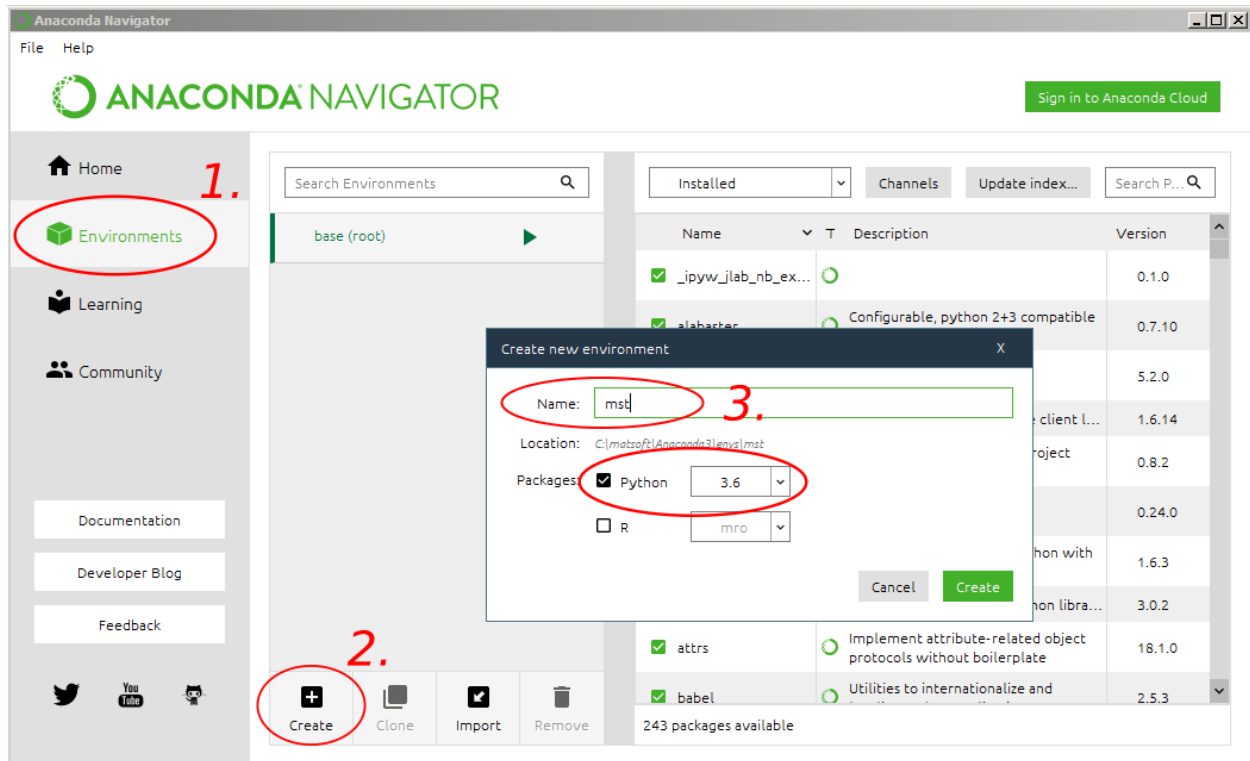 Anaconda Navigator
File Help
ANACONDA NAVIGATOR
Sign in to Anaconda Cloud
Home
1.
Environments
Learning
Community
Documentation
Developer Blog
Feedback
You
Tube
Search Environments
base (root)
2.
Create Clone Import Remove
Installed
Channels
Update index...
Search P...
Name T Description Version
_ipyw_jlab_nb_ex... 0.1.0
alabaster Configurable, python 2+3 compatible 0.7.10
5.2.0
client l... 1.6.14
roject
0.8.2
0.24.0
hon with
1.6.3
non libra... 3.0.2
attrs Implement attribute-related object
protocols without boilerplate 18.1.0
babel Utilities to internationalize and
2.5.3
243 packages available
Create new environment X
Name: mst
3.
Location: C:\matsoft\Anaconda3\envs\mst
Packages: Python 3.6
R mro
Cancel Create